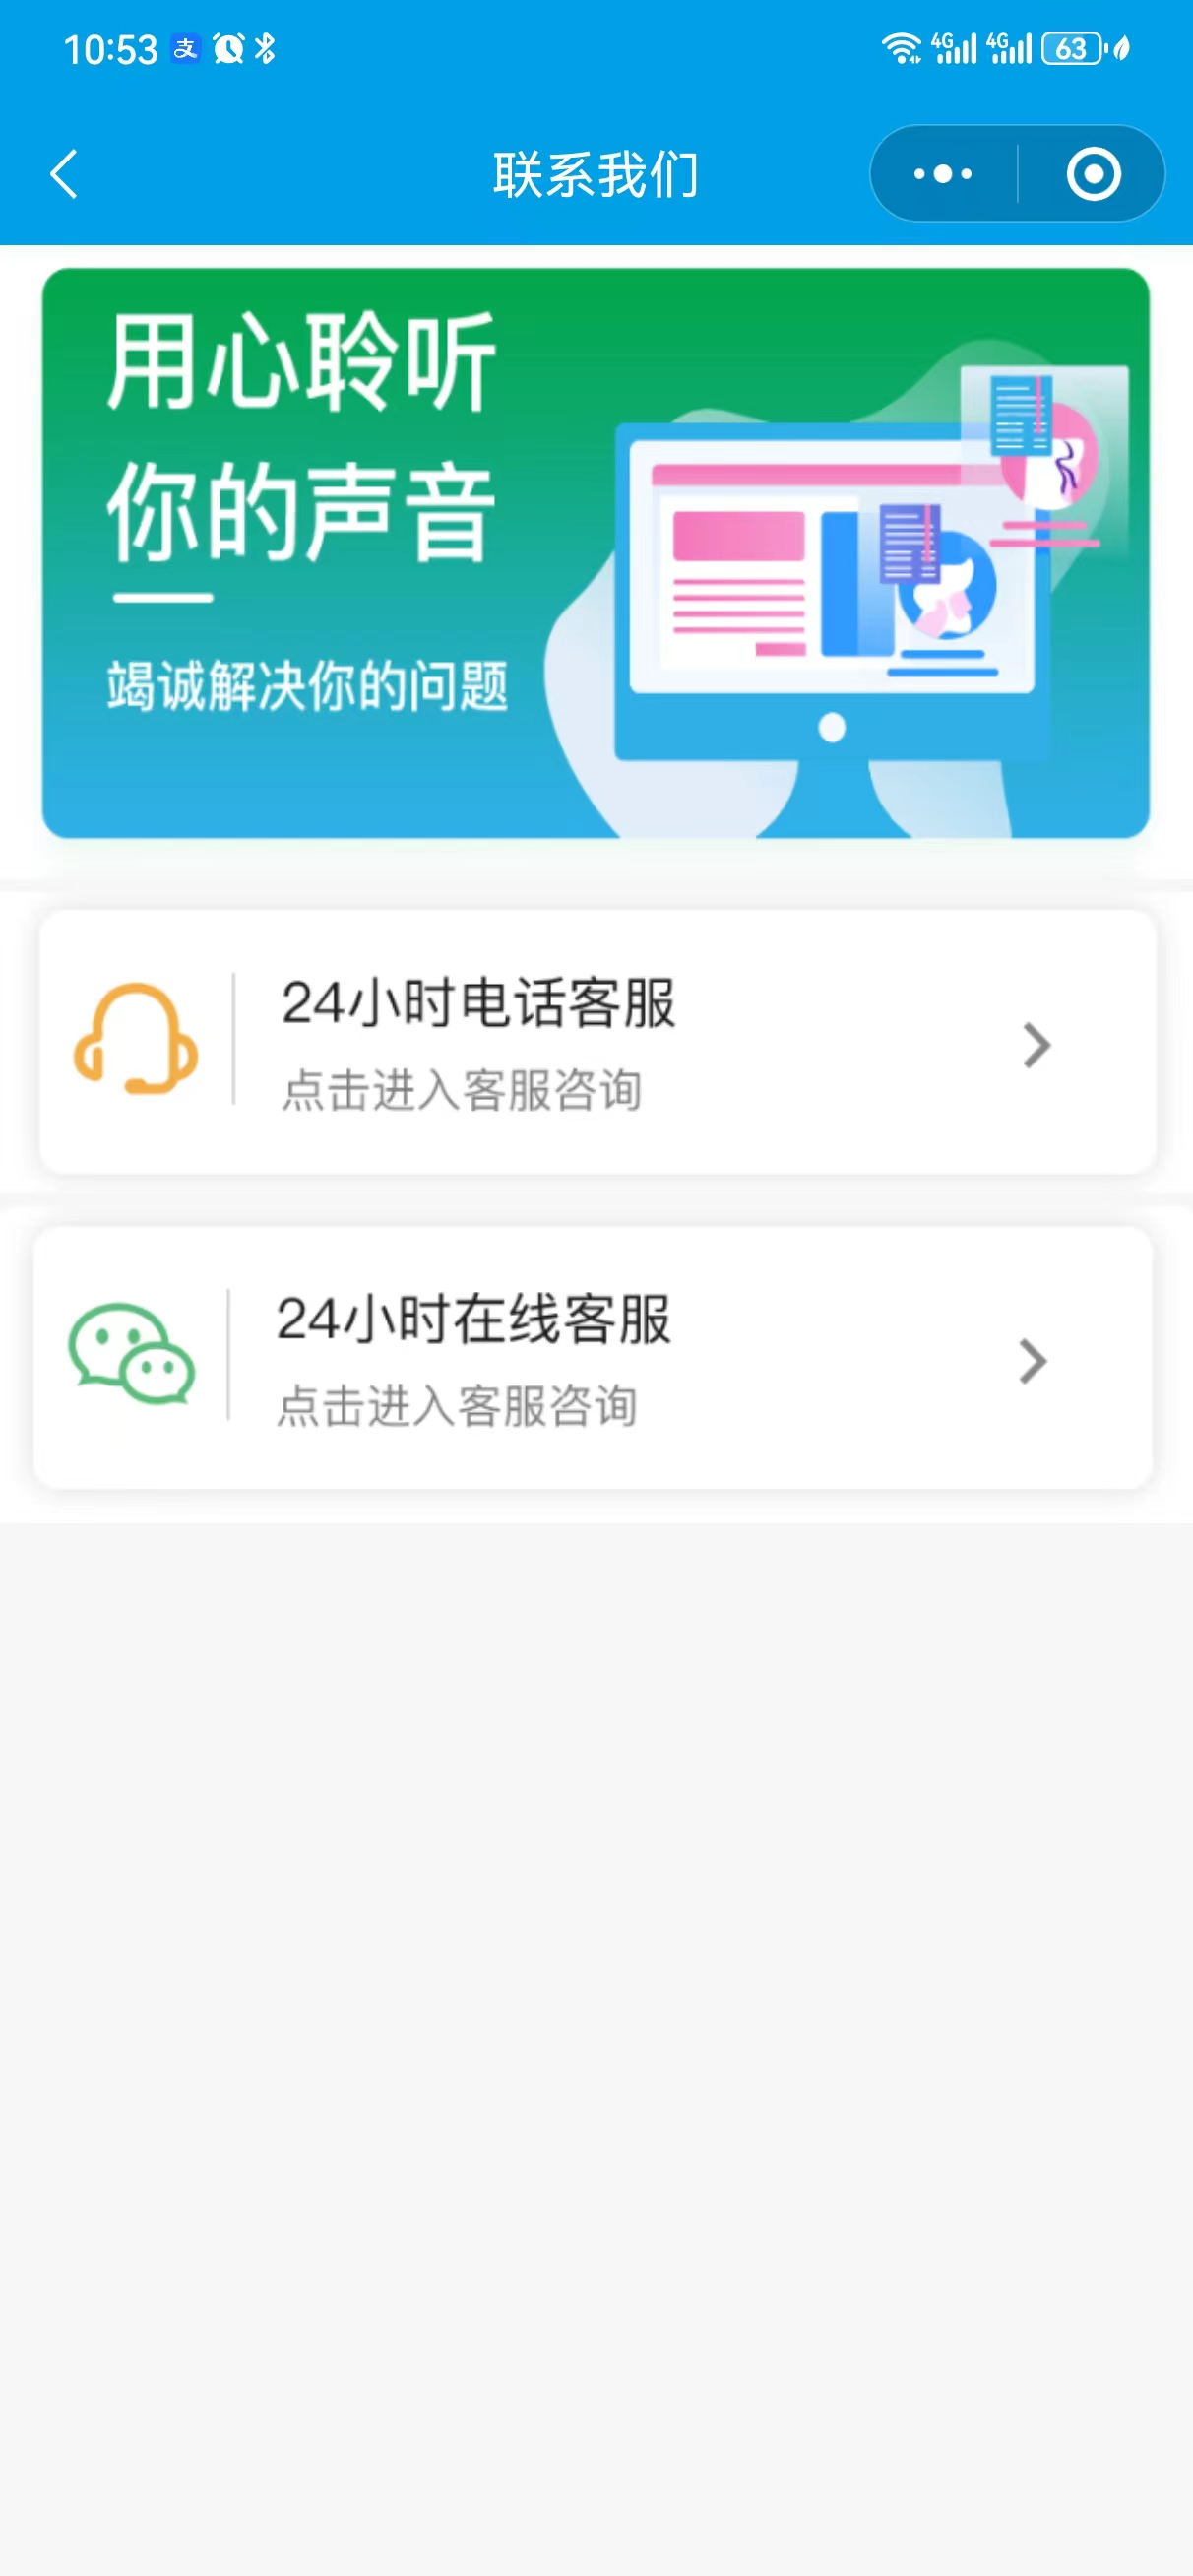 10:53 支 4G 4G 63
联系我们
用心聆听
你的声音
竭诚解决你的问题
24小时电话客服
点击进入客服咨询
24小时在线客服
点击进入客服咨询